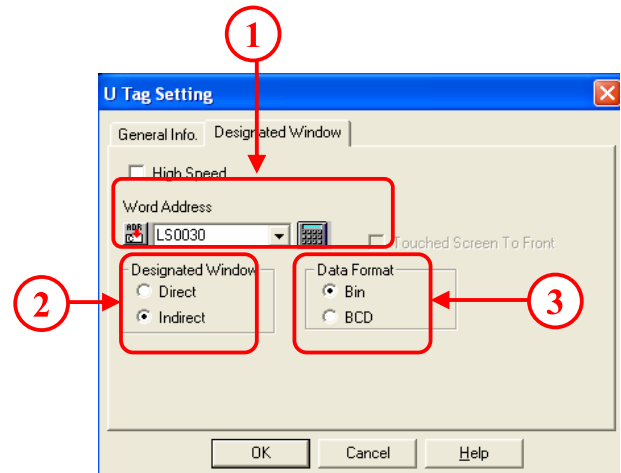 1
U Tag Setting
General Info. Designated Window
High Speed
Word Address
ADR
LS0030
Touched Screen To Front
Designated Window
Data Format
Direct
Bin
2
3
Indirect
BCD
OK Cancel Help